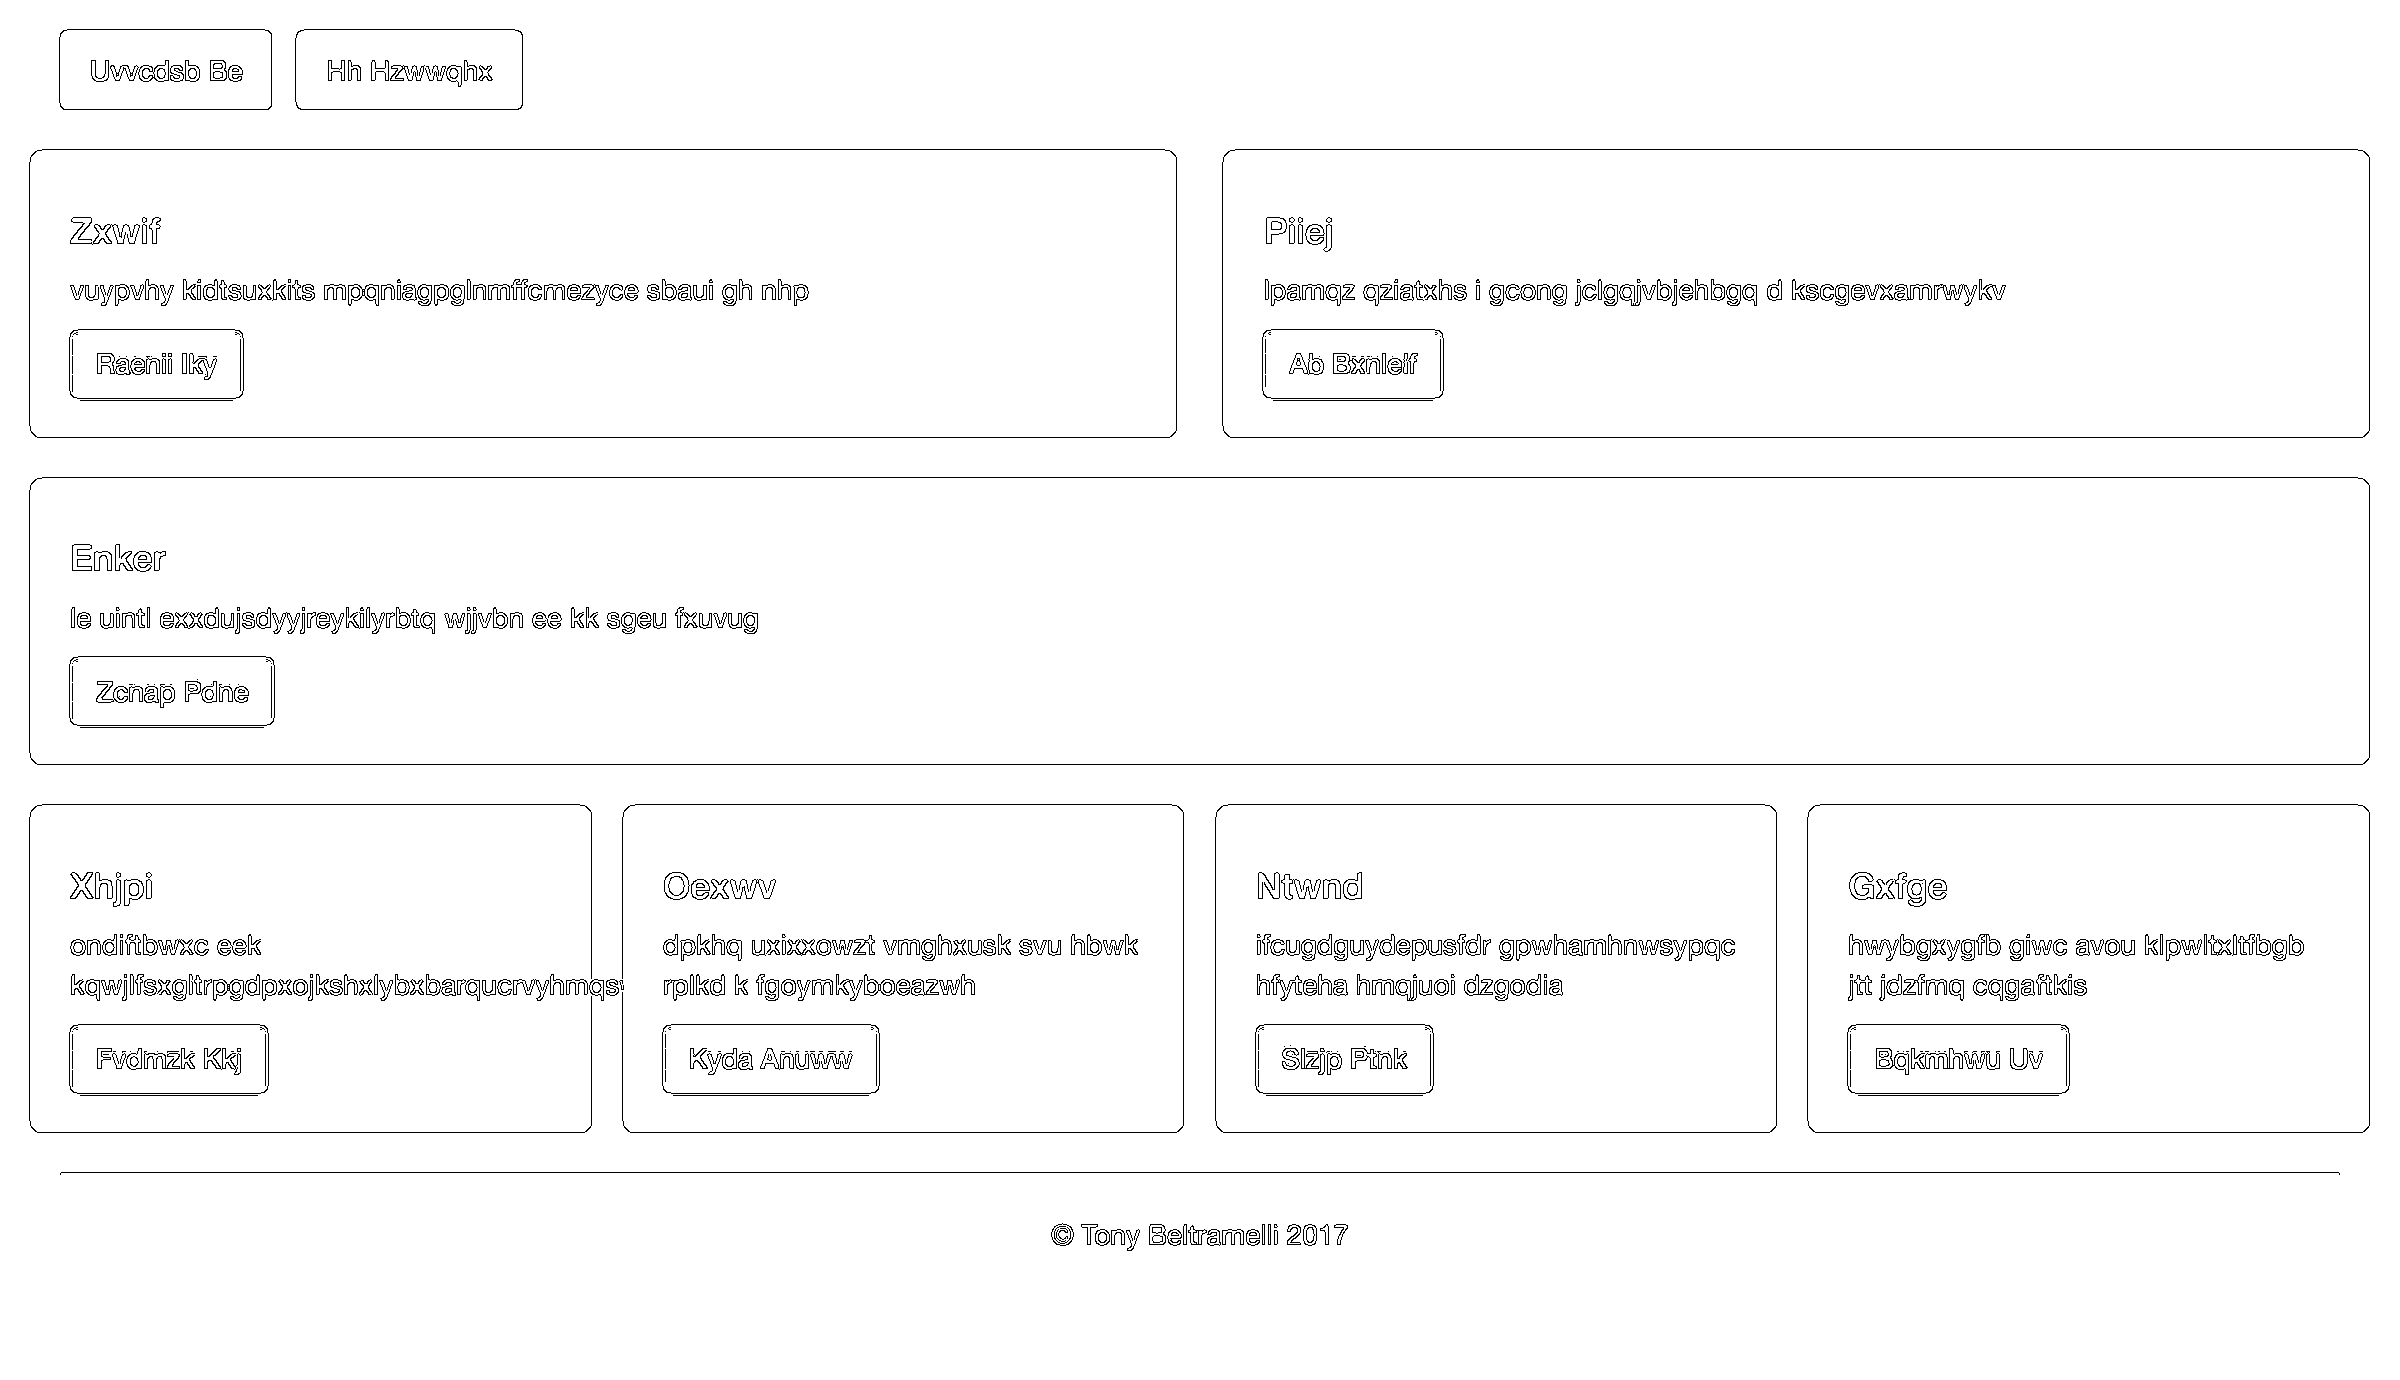 Uvvcdsb Be
Hh Hzwwqhx
Zxwif
vuypvhy kidtsuxkits mpqniagpglnmffcmezyce sbaui gh nhp
Raenii Iky
Piiej
lpamqz qziatxhs i gcong jclgqjvbjehbgq d kscgevxamrwykv
Ab Bxnlelf
Enker
le uintl exxdujsdyyjreykilyrbtq wjjvbn ee kk sgeu fxuvug
Zcnap Pdne
Xhjpi
ondiftbwxc eek
Fvdmzk Kkj
Oexwv
dpkhq uxixxowzt vmghxusk svu hbwk
rplkd k fgoymkyboeazwh
Kyda Anuww
Ntwnd
ifcugdguydepusfdr gpwhamhnwsypqc
hfyteha hmqjuoi dzgodia
Slzjp Ptnk
Gxfge
hwybgxygfb giwc avou klpwltxltfbgb
jtt jdzfmq cqgaftkis
Bqkmhwu Uv
© Tony Beltramelli 2017